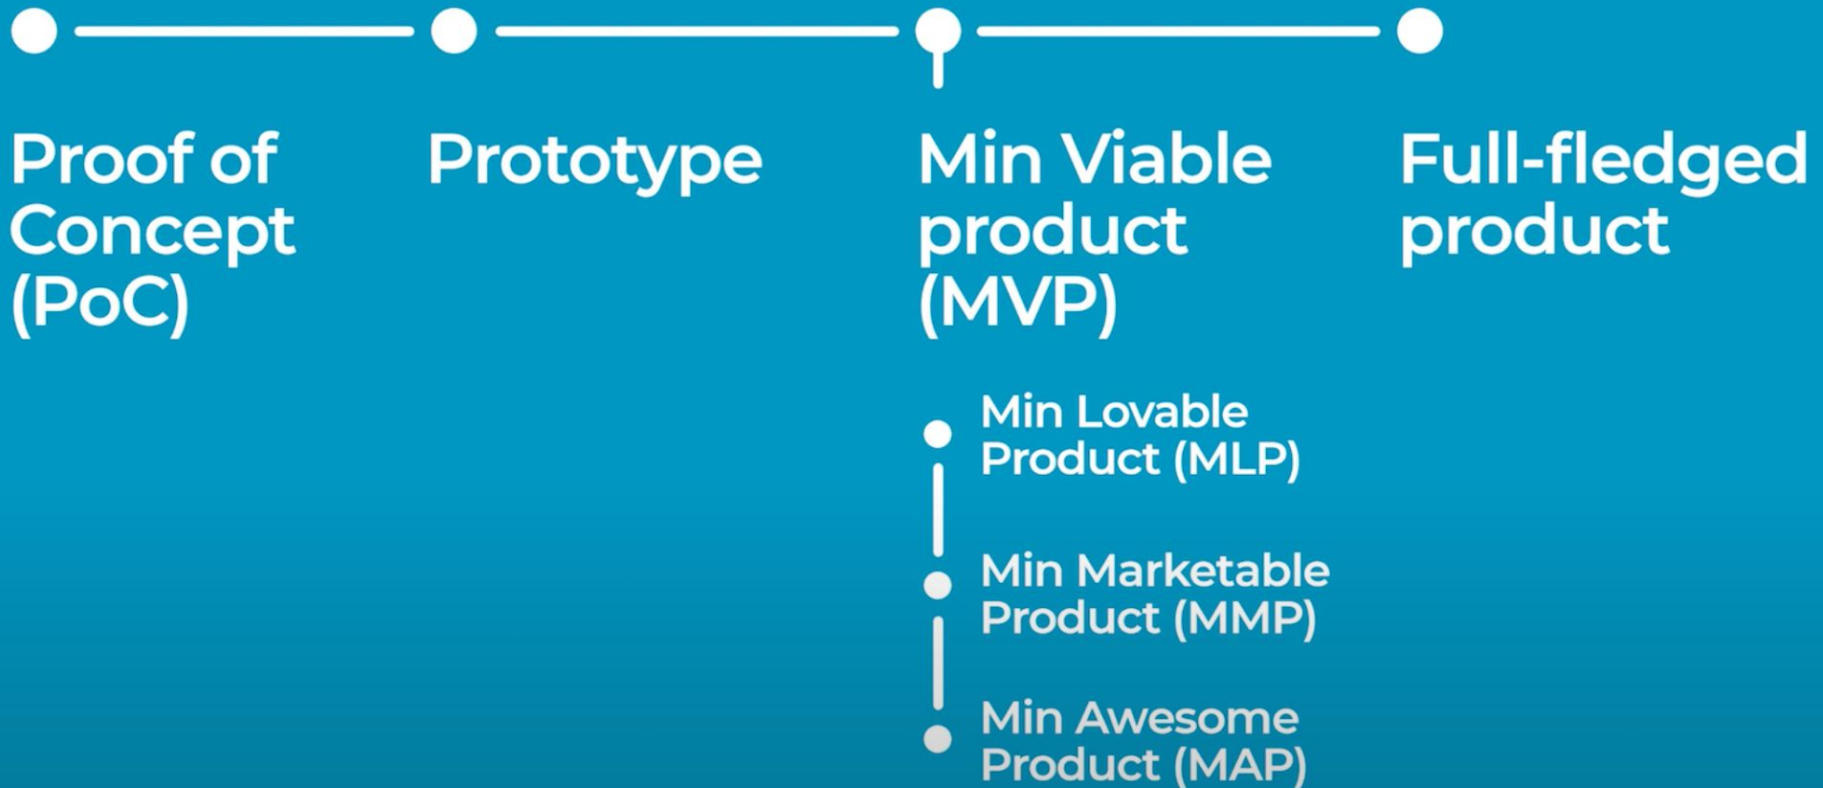 Proof of
Concept
(PoC)
Prototype
Min Viable
product
(MVP)
Min Lovable
Product (MLP)
Min Marketable
Product (MMP)
Min Awesome
Product (MAP)
Full-fledged
product